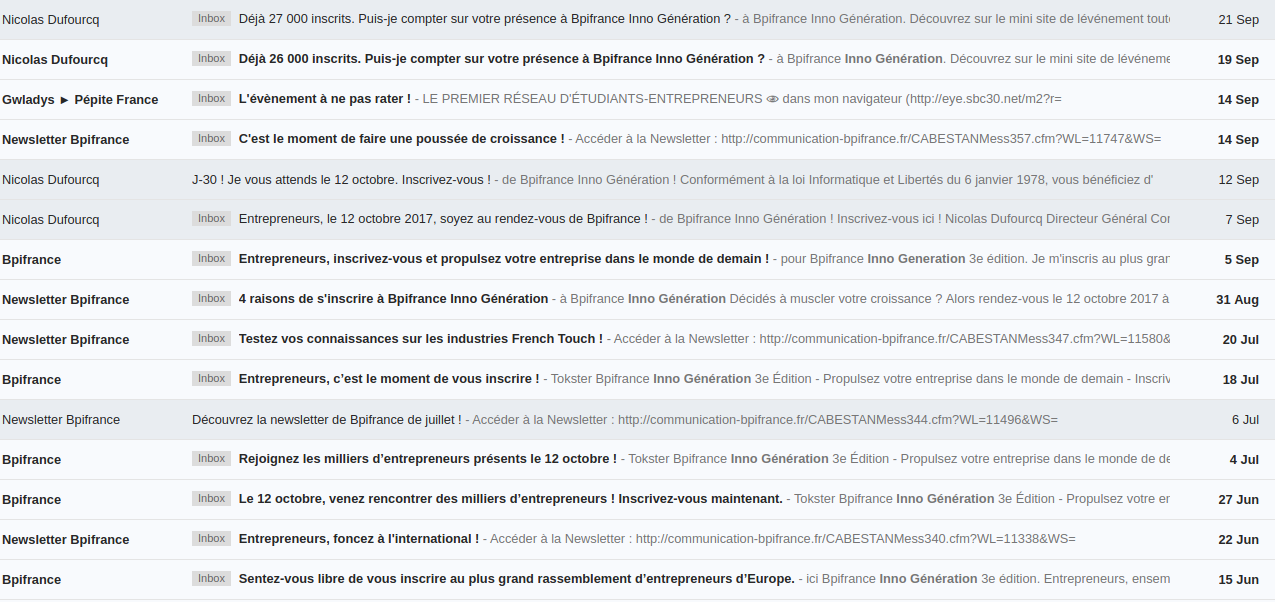 Nicolas Dufourcq Inbox Déjà 27 000 inscrits. Puis-je compter sur votre présence à Bpifrance Inno Génération ? - à Bpifrance Inno Génération. Découvrez sur le mini site de lévénement tout 21 Sep
Nicolas Dufourcq Inbox Déjà 26 000 inscrits. Puis-je compter sur votre présence à Bpifrance Inno Génération ? - à Bpifrance Inno Génération. Découvrez sur le mini site de lévéneme 19 Sep
Gwladys ► Pépite France Inbox L'évènement à ne pas rater ! - LE PREMIER RÉSEAU D'ÉTUDIANTS-ENTREPRENEURS 👁 dans mon navigateur (http://eye.sbc30.net/m2?r= 14 Sep
Newsletter Bpifrance Inbox C'est le moment de faire une poussée de croissance ! - Accéder à la Newsletter : http://communication-bpifrance.fr/CABESTANMess357.cfm?WL=11747&WS= 14 Sep
Nicolas Dufourcq J-30 ! Je vous attends le 12 octobre. Inscrivez-vous ! - de Bpifrance Inno Génération ! Conformément à la loi Informatique et Libertés du 6 janvier 1978, vous bénéficiez d' 12 Sep
Nicolas Dufourcq Inbox Entrepreneurs, le 12 octobre 2017, soyez au rendez-vous de Bpifrance ! - de Bpifrance Inno Génération ! Inscrivez-vous ici ! Nicolas Dufourcq Directeur Général Cor 7 Sep
Bpifrance Inbox Entrepreneurs, inscrivez-vous et propulsez votre entreprise dans le monde de demain ! - pour Bpifrance Inno Generation 3e édition. Je m'inscris au plus gran 5 Sep
Newsletter Bpifrance Inbox 4 raisons de s'inscrire à Bpifrance Inno Génération - à Bpifrance Inno Génération Décidés à muscler votre croissance ? Alors rendez-vous le 12 octobre 2017 à 31 Aug
Newsletter Bpifrance Inbox Testez vos connaissances sur les industries French Touch ! - Accéder à la Newsletter : http://communication-bpifrance.fr/CABESTANMess347.cfm?WL=11580& 20 Jul
Bpifrance Inbox Entrepreneurs, c’est le moment de vous inscrire ! - Tokster Bpifrance Inno Génération 3e Édition - Propulsez votre entreprise dans le monde de demain - Inscriv 18 Jul
Newsletter Bpifrance Découvrez la newsletter de Bpifrance de juillet ! - Accéder à la Newsletter : http://communication-bpifrance.fr/CABESTANMess344.cfm?WL=11496&WS= 6 Jul
Bpifrance Inbox Rejoignez les milliers d’entrepreneurs présents le 12 octobre ! - Tokster Bpifrance Inno Génération 3e Édition - Propulsez votre entreprise dans le monde de de 4 Jul
Bpifrance Inbox Le 12 octobre, venez rencontrer des milliers d’entrepreneurs ! Inscrivez-vous maintenant. - Tokster Bpifrance Inno Génération 3e Édition - Propulsez votre er 27 Jun
Newsletter Bpifrance Inbox Entrepreneurs, foncez à l'international ! - Accéder à la Newsletter : http://communication-bpifrance.fr/CABESTANMess340.cfm?WL=11338&WS= 22 Jun
Bpifrance Inbox Sentez-vous libre de vous inscrire au plus grand rassemblement d’entrepreneurs d’Europe. - ici Bpifrance Inno Génération 3e édition. Entrepreneurs, ensem 15 Jun